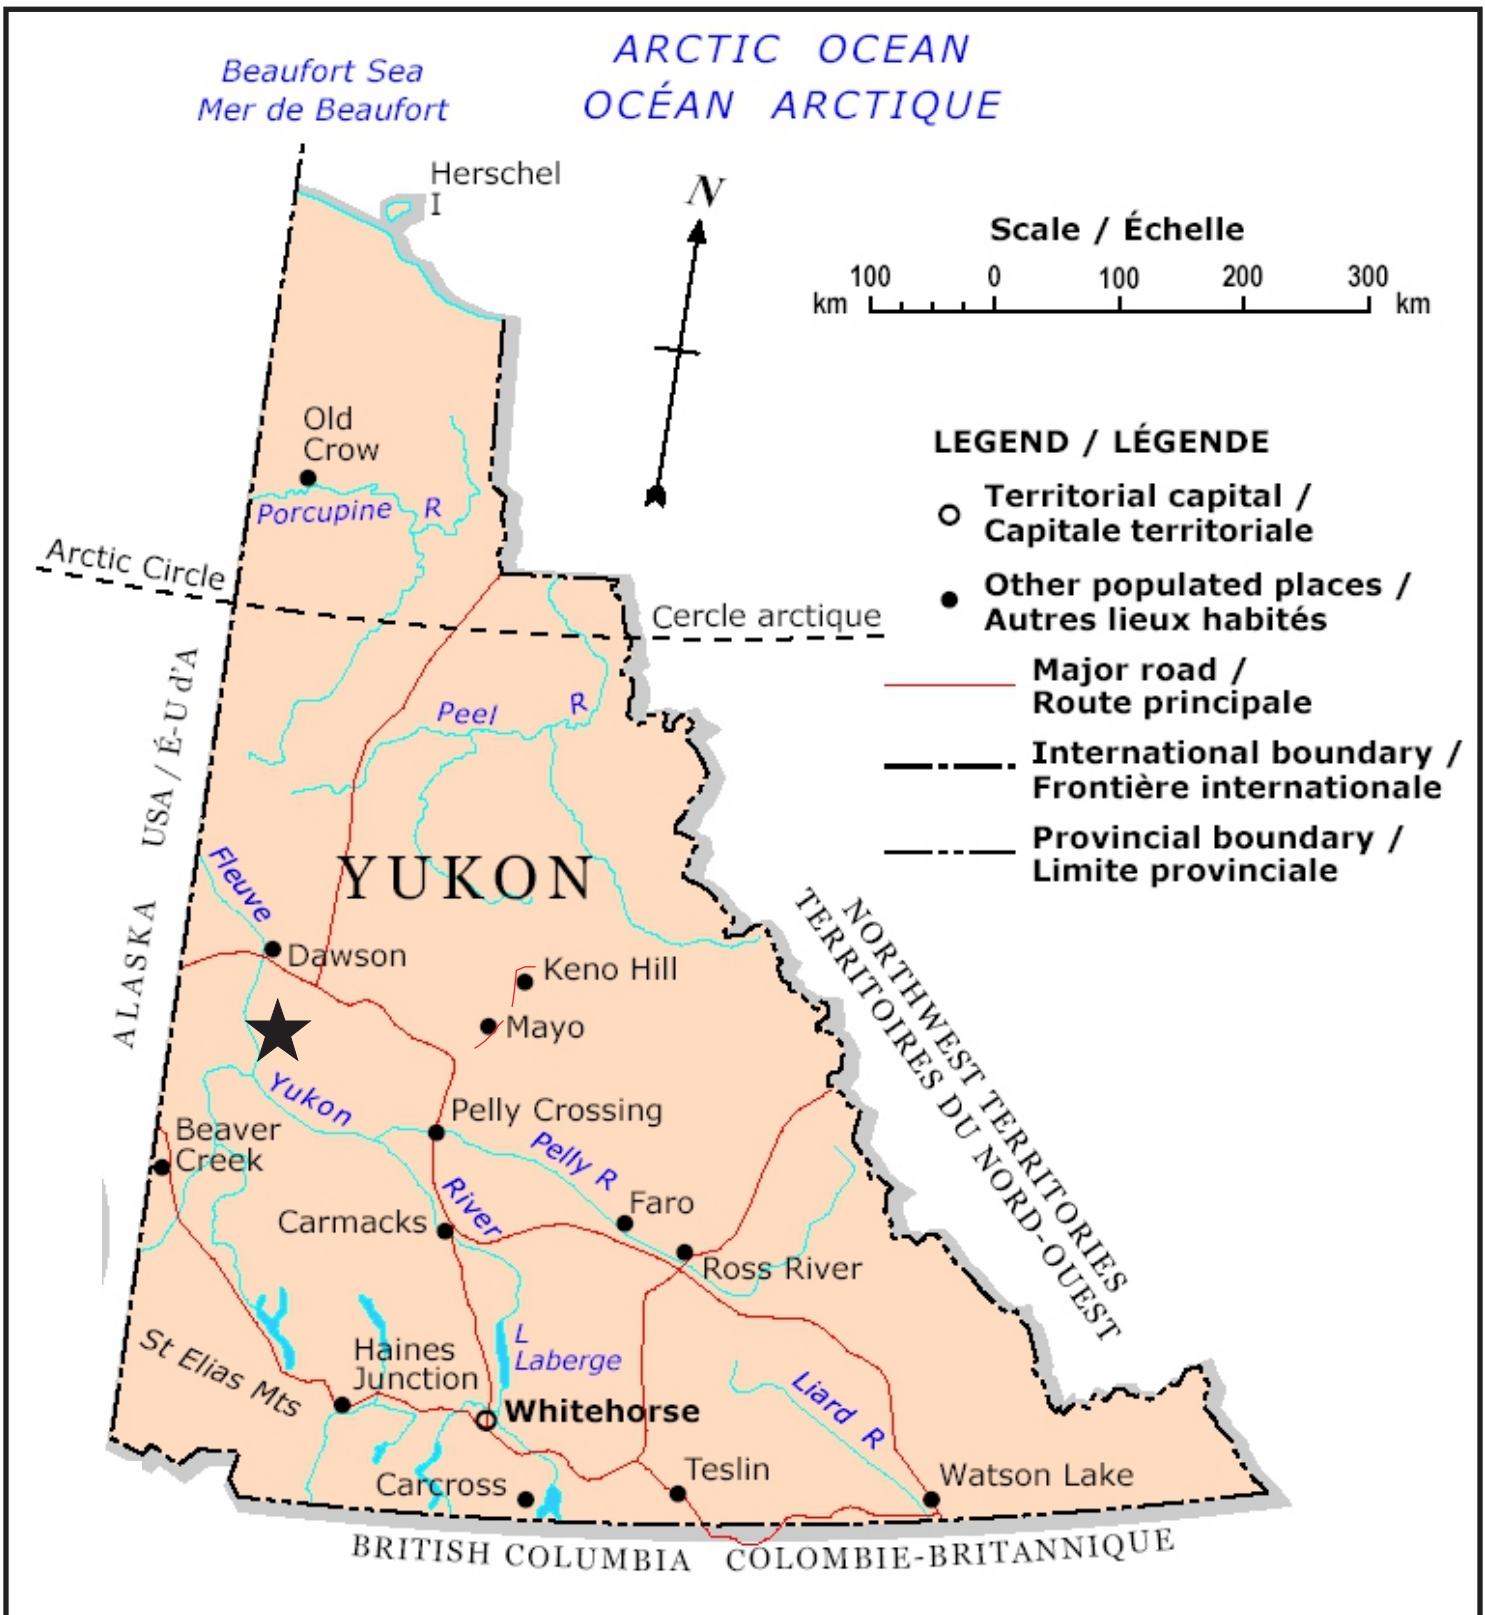 ARCTIC OCEAN
OCÉAN ARCTIQUE
Beaufort Sea
Mer de Beaufort
Herschel
I
N
Scale / Échelle
100 0 100 200 300
km km
Old
Crow
Porcupine R
Arctic Circle
Cercle arctique
LEGEND / LÉGENDE
Territorial capital /
Capitale territoriale
Other populated places /
Autres lieux habités
Major road /
Route principale
International boundary /
Frontière internationale
Provincial boundary /
Limite provinciale
ALASKA USA / É-U d'A
Peel R
YUKON
Fleuve
Dawson
Keno Hill
Mayo
NORTHWEST TERRITORIES
TERRITOIRES DU NORD-OUEST
Yukon
Pelly Crossing
Beaver
Creek
Pelly R
River
Faro
Carmacks
Ross River
St Elias Mts
Haines
Junction
L
Laberge
Whitehorse
Liard R
Carcross
Teslin
Watson Lake
BRITISH COLUMBIA COLOMBIE-BRITANNIQUE